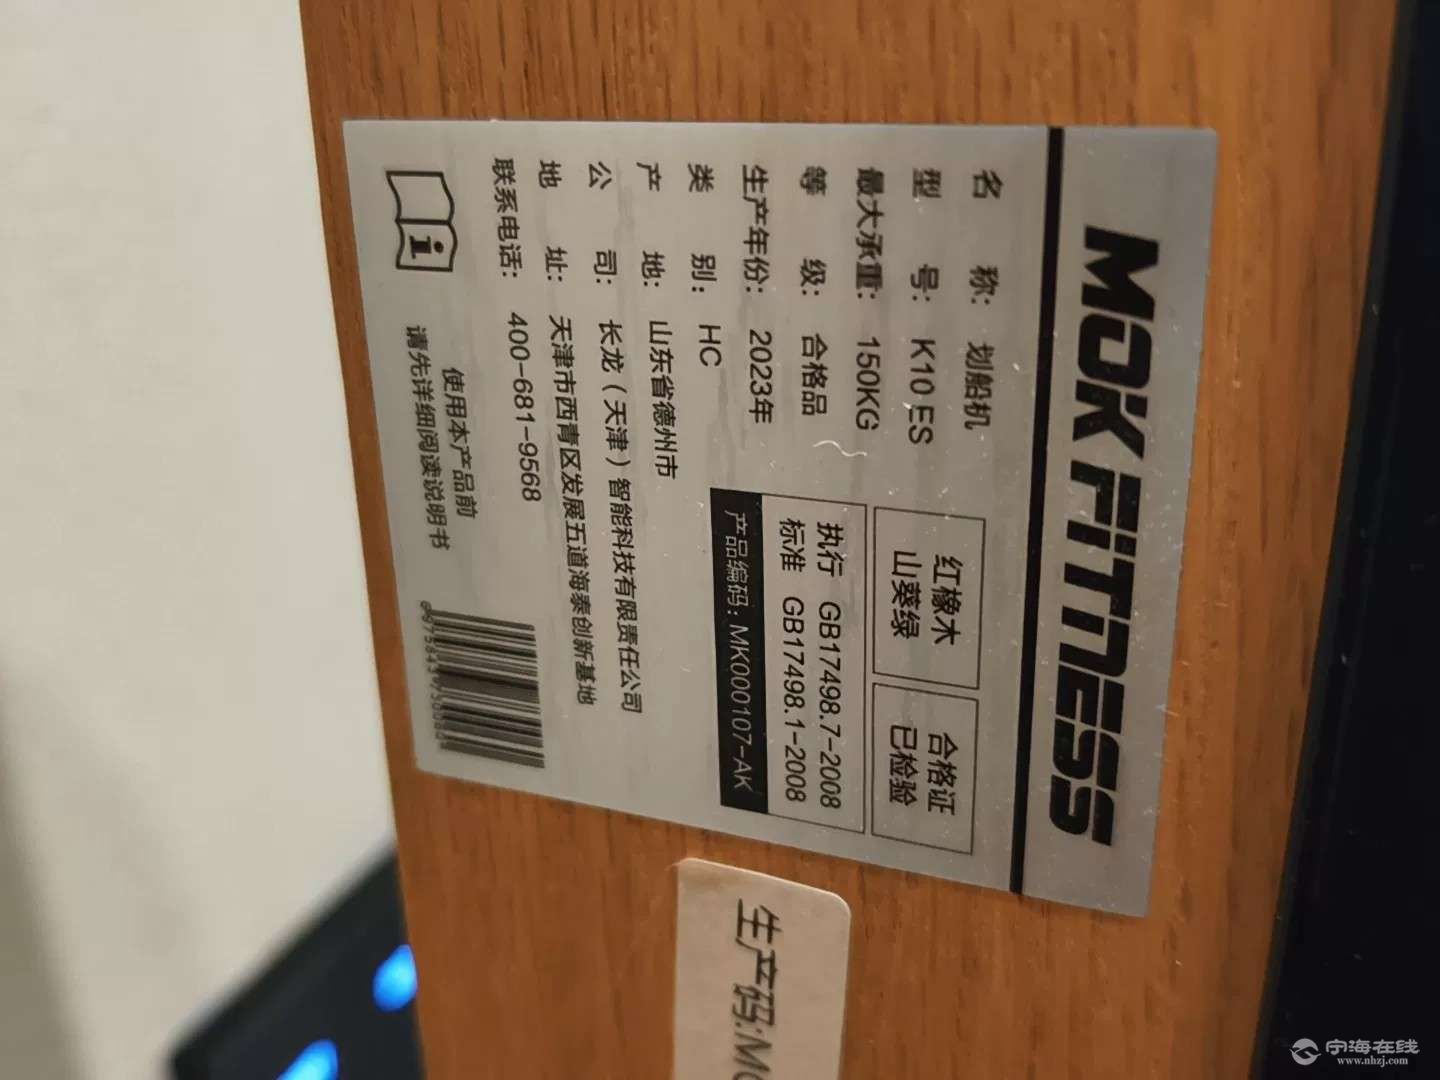 MOK FITNESS
名称：划船机
型号：K10 ES
最大承重：150KG
等级：合格品
生产年份：2023年
类别：HC
产地：山东省德州市
公司：长龙（天津）智能科技有限责任公司
地址：天津市西青区发展五道海泰创新基地
联系电话：400-681-9568
红橡木
山葵绿
合格证
已检验
执行 GB17498.7-2008
标准 GB17498.1-2008
产品编码：MK000107-AK
使用本产品前
请先详细阅读说明书
生产码:M
宁海在线
www.nhzj.com